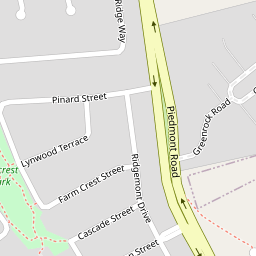 Ridge Way
Pinard Street
Piedmont Road
Greenrock Road
Lynwood Terrace
Ridgemont Drive
Farm Crest Street
Cascade Street
Street